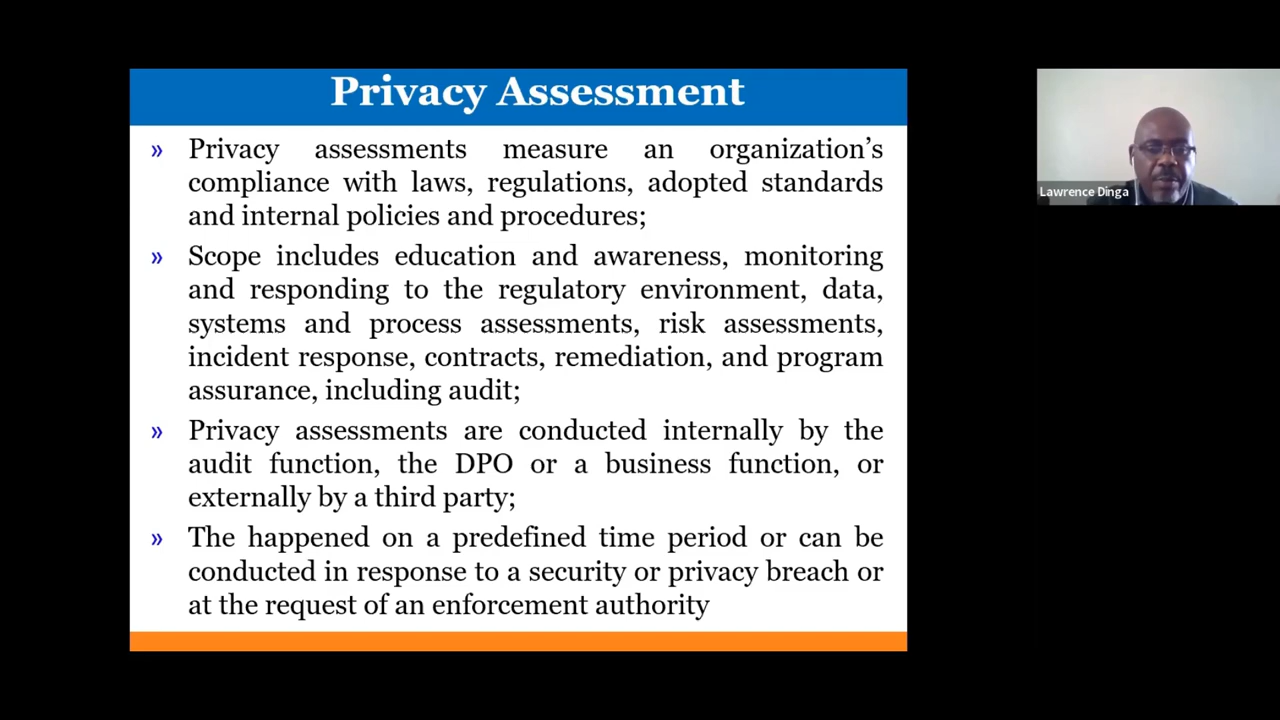 Privacy Assessment
» Privacy assessments measure an organization’s
compliance with laws, regulations, adopted standards
and internal policies and procedures;
» Scope includes education and awareness, monitoring
and responding to the regulatory environment, data,
systems and process assessments, risk assessments,
incident response, contracts, remediation, and program
assurance, including audit;
» Privacy assessments are conducted internally by the
audit function, the DPO or a business function, or
externally by a third party;
» The happened on a predefined time period or can be
conducted in response to a security or privacy breach or
at the request of an enforcement authority
Lawrence Dinga